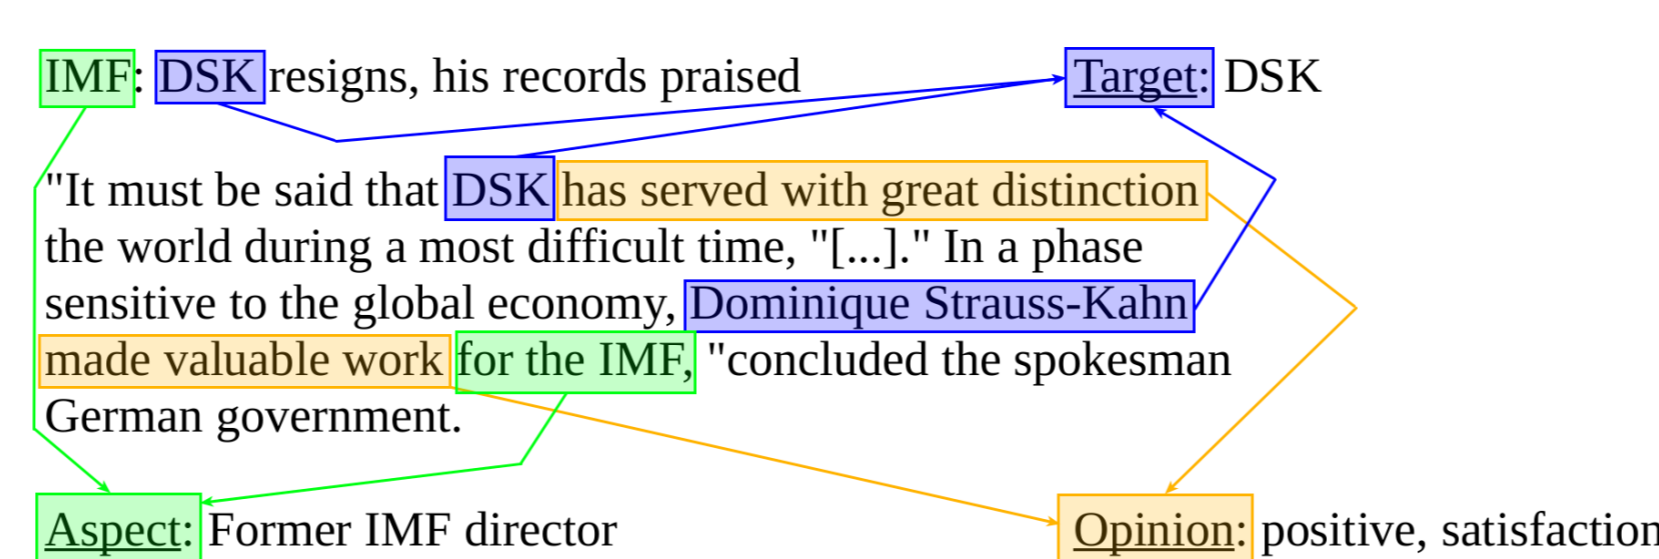 IMF: DSK resigns, his records praised
Target: DSK
"It must be said that DSK has served with great distinction
the world during a most difficult time, "[...]." In a phase
sensitive to the global economy, Dominique Strauss-Kahn
made valuable work for the IMF, "concluded the spokesman
German government.
Aspect: Former IMF director
Opinion: positive, satisfaction